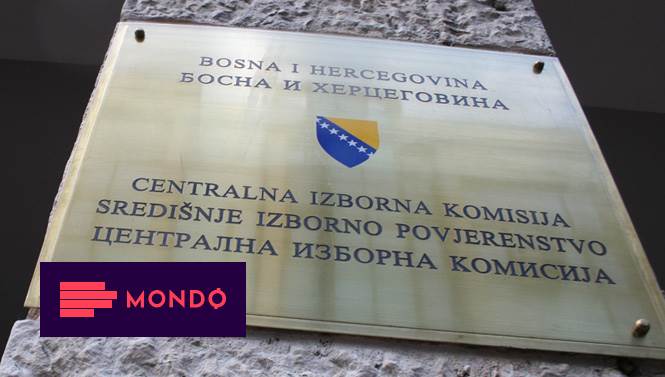 BOSNA I HERCEGOVINA
БОСНА И ХЕРЦЕГОВИНА
CENTRALNA IZBORNA KOMISIJA
SREDIŠNJE IZBORNO POVJERENSTVO
ЦЕНТРАЛНА ИЗБОРНА КОМИСИЈА
MONDO